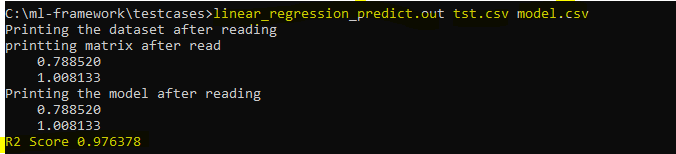 C:\ml-framework\testcases>linear_regression_predict.out tst.csv model.csv
Printing the dataset after reading
printting matrix after read
0.788520
1.008133
Printing the model after reading
0.788520
1.008133
R2 Score 0.976378